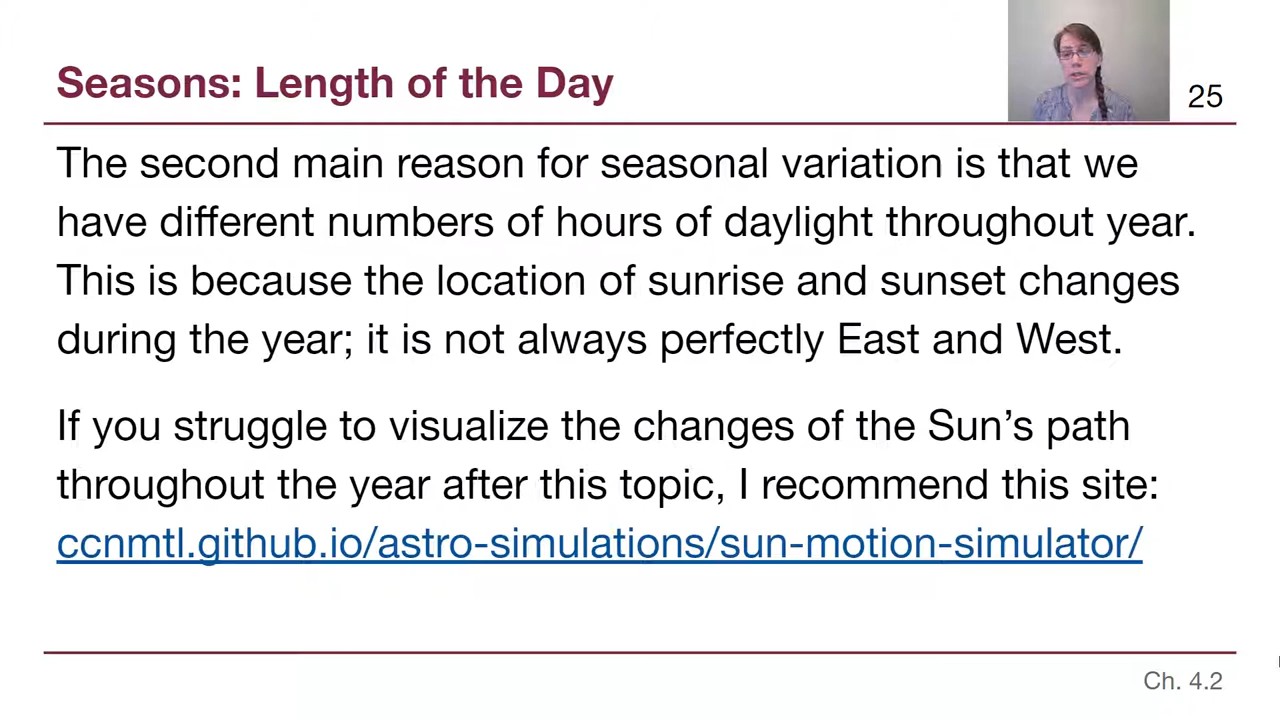 Seasons: Length of the Day
25
The second main reason for seasonal variation is that we
have different numbers of hours of daylight throughout year.
This is because the location of sunrise and sunset changes
during the year; it is not always perfectly East and West.
If you struggle to visualize the changes of the Sun’s path
throughout the year after this topic, I recommend this site:
ccnmtl.github.io/astro-simulations/sun-motion-simulator/
Ch. 4.2